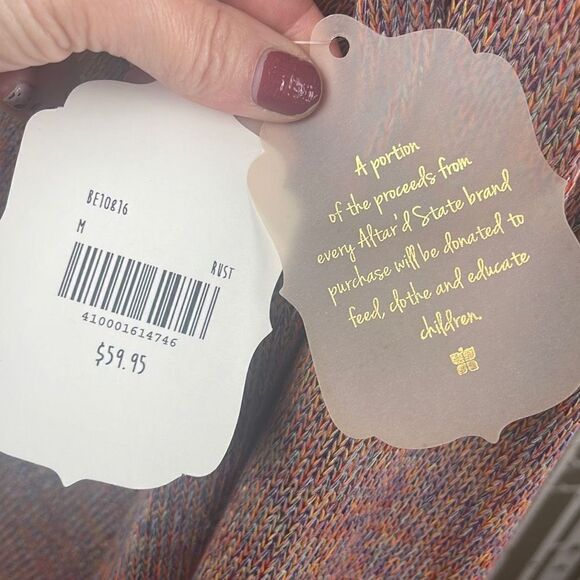 BE10816
M
RUST
410001614746
$59.95
A portion
of the proceeds from
every Altar'd State brand
purchase will be donated to
feed, clothe and educate
children.